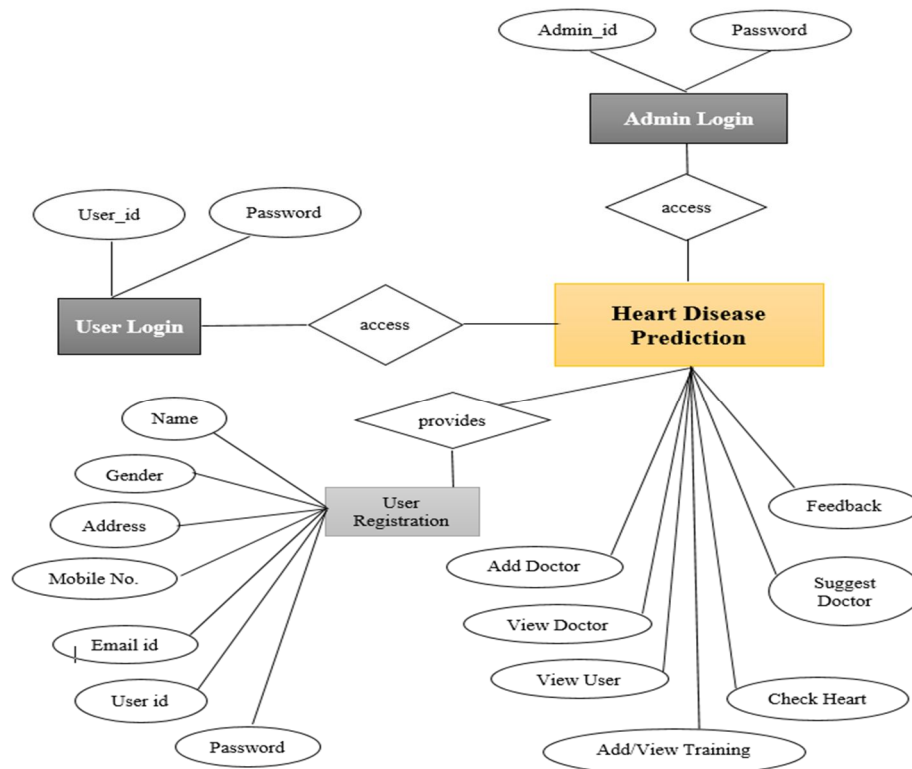 Admin_id
Password
Admin Login
access
User_id
Password
User Login
access
Heart Disease
Prediction
provides
Name
Gender
Address
Mobile No.
Email id
User id
Password
User
Registration
Add Doctor
View Doctor
View User
Add/View Training
Check Heart
Suggest
Doctor
Feedback